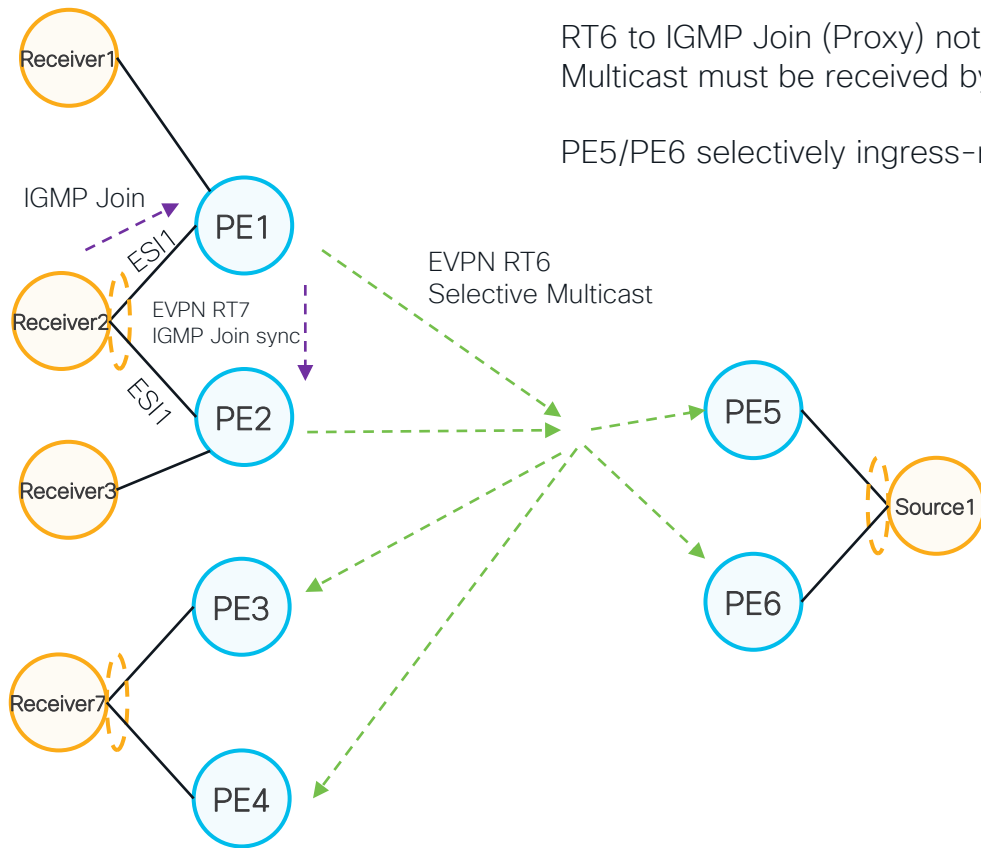 RT6 to IGMP Join (Proxy) not
Multicast must be received by
PE5/PE6 selectively ingress-r
Receiver1
IGMP Join
PE1
ESI1
EVPN RT6
Selective Multicast
Receiver2
EVPN RT7
IGMP Join sync
ESI1
PE2
PE5
Receiver3
Source1
PE3
PE6
Receiver7
PE4